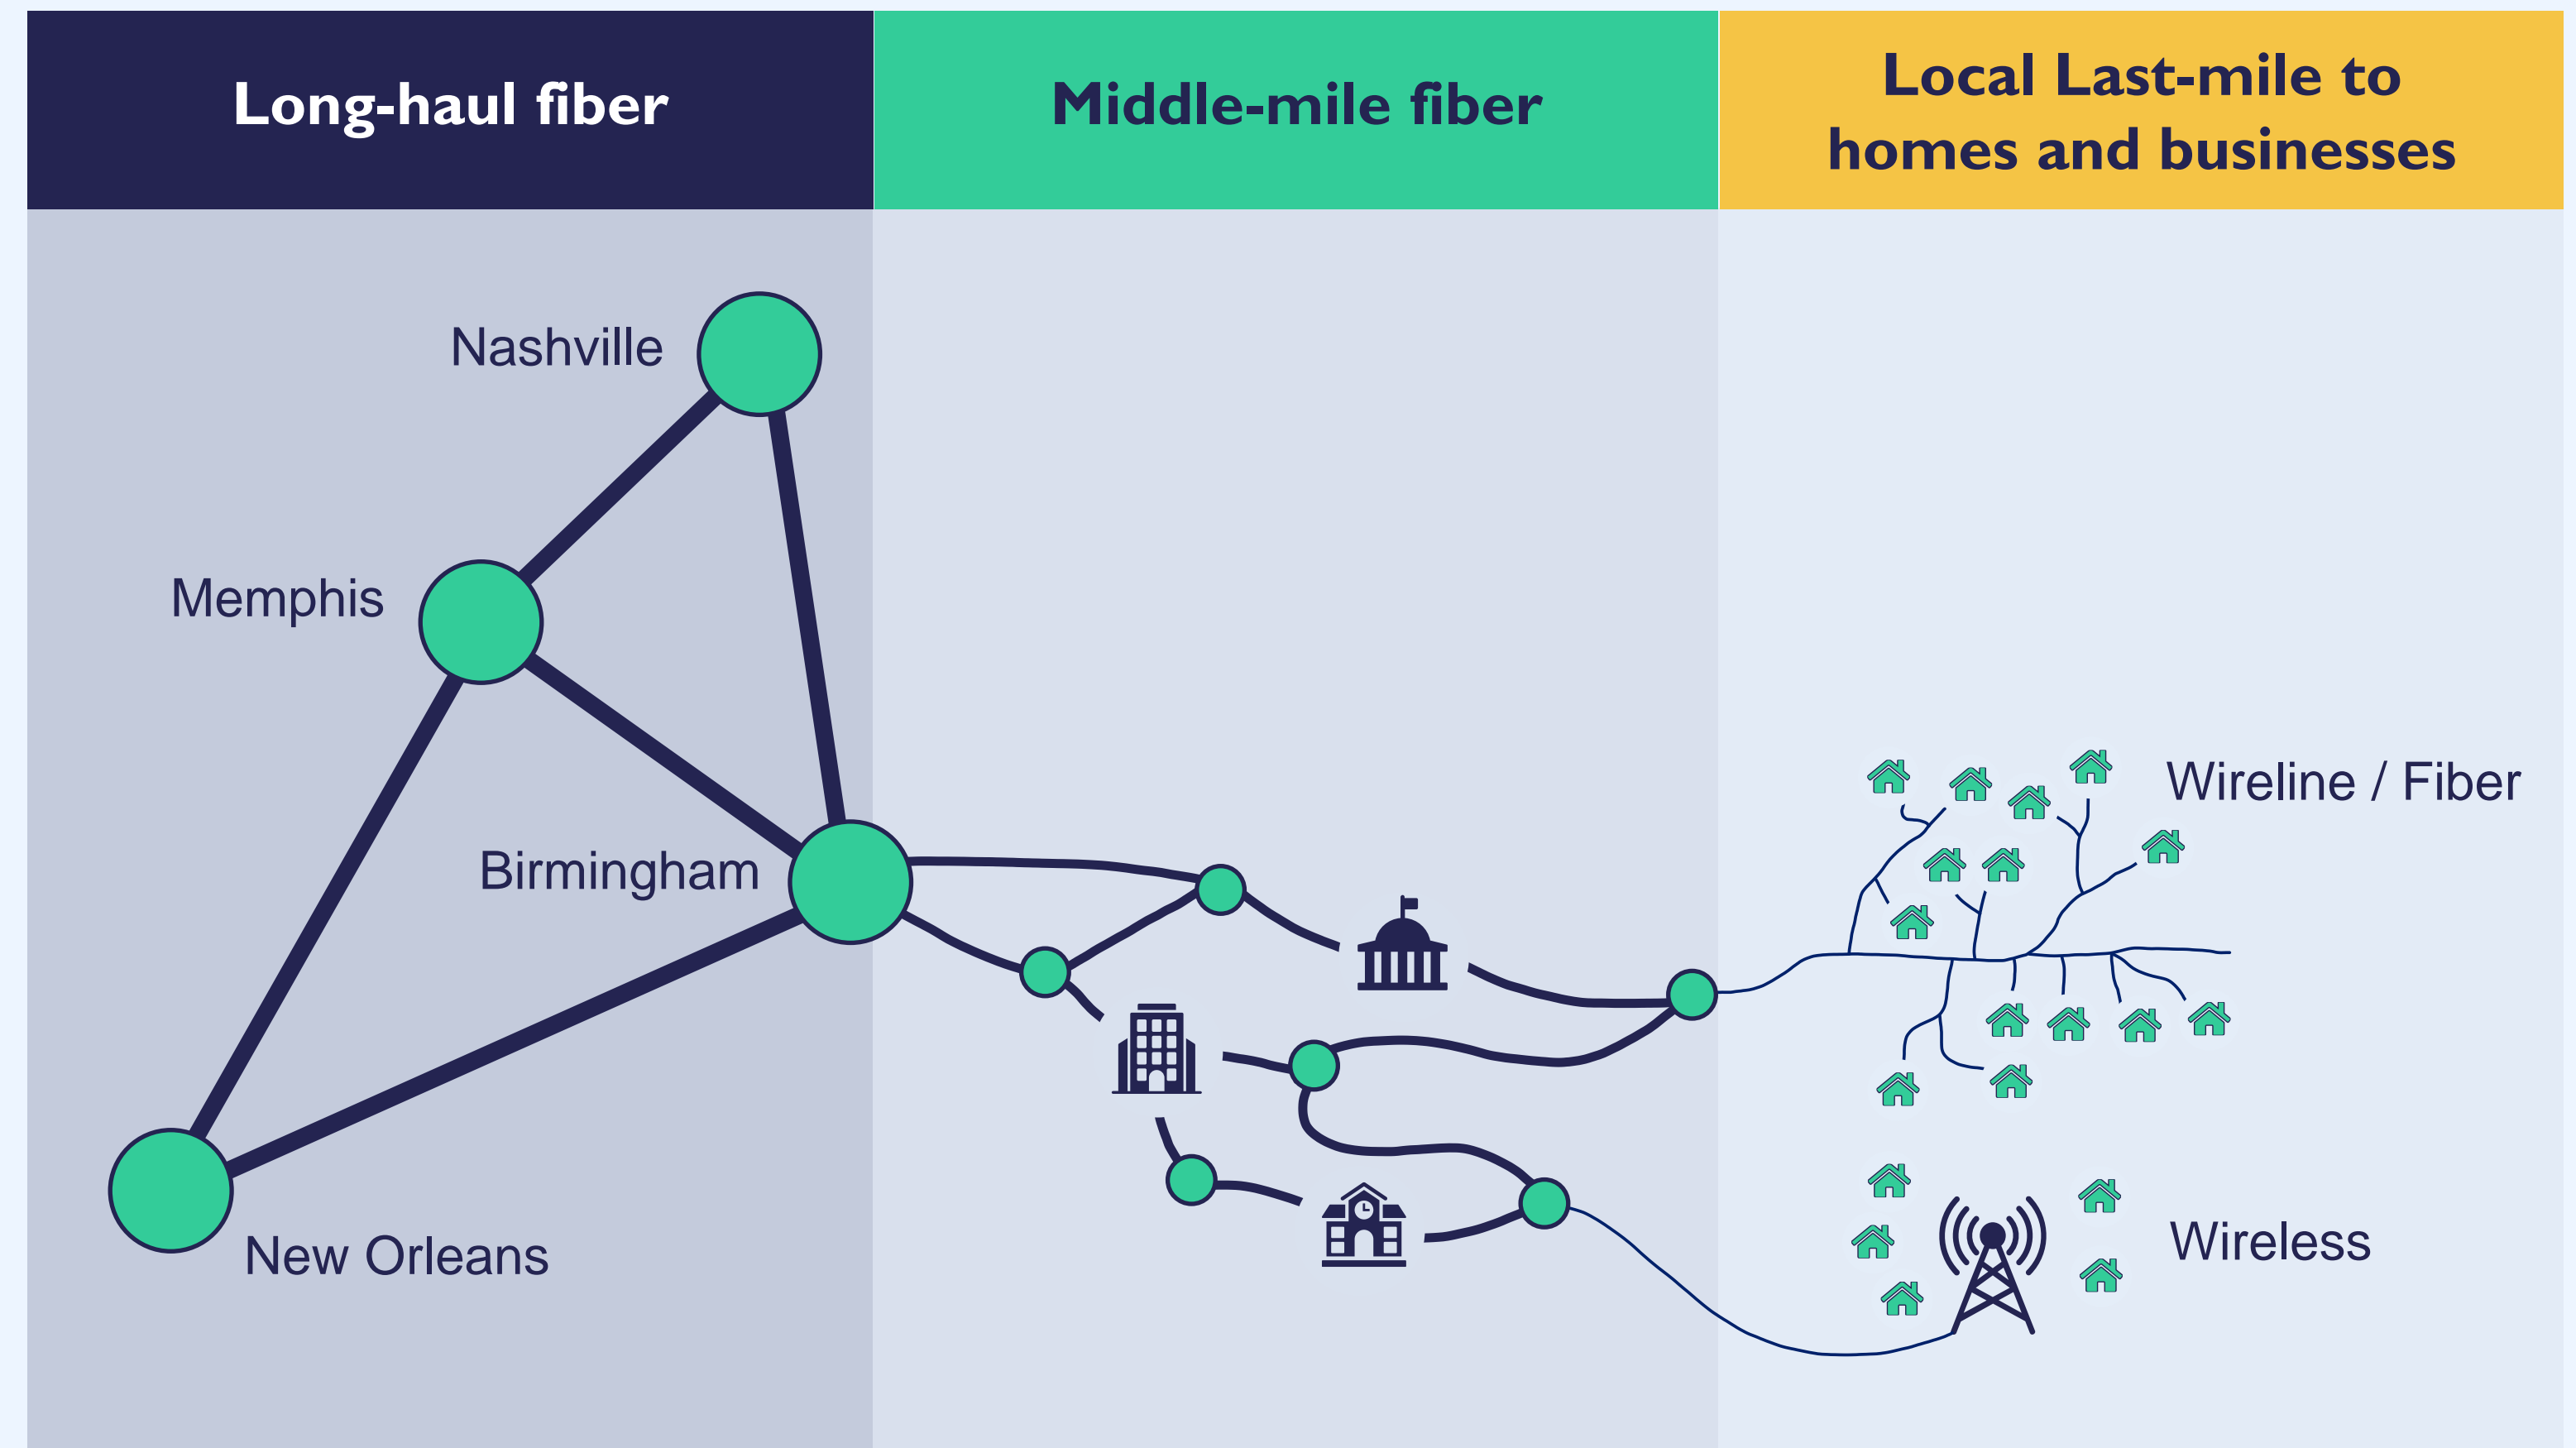 Long-haul fiber
Middle-mile fiber
Local Last-mile to
homes and businesses
Nashville
Memphis
Birmingham
New Orleans
Wireline / Fiber
Wireless